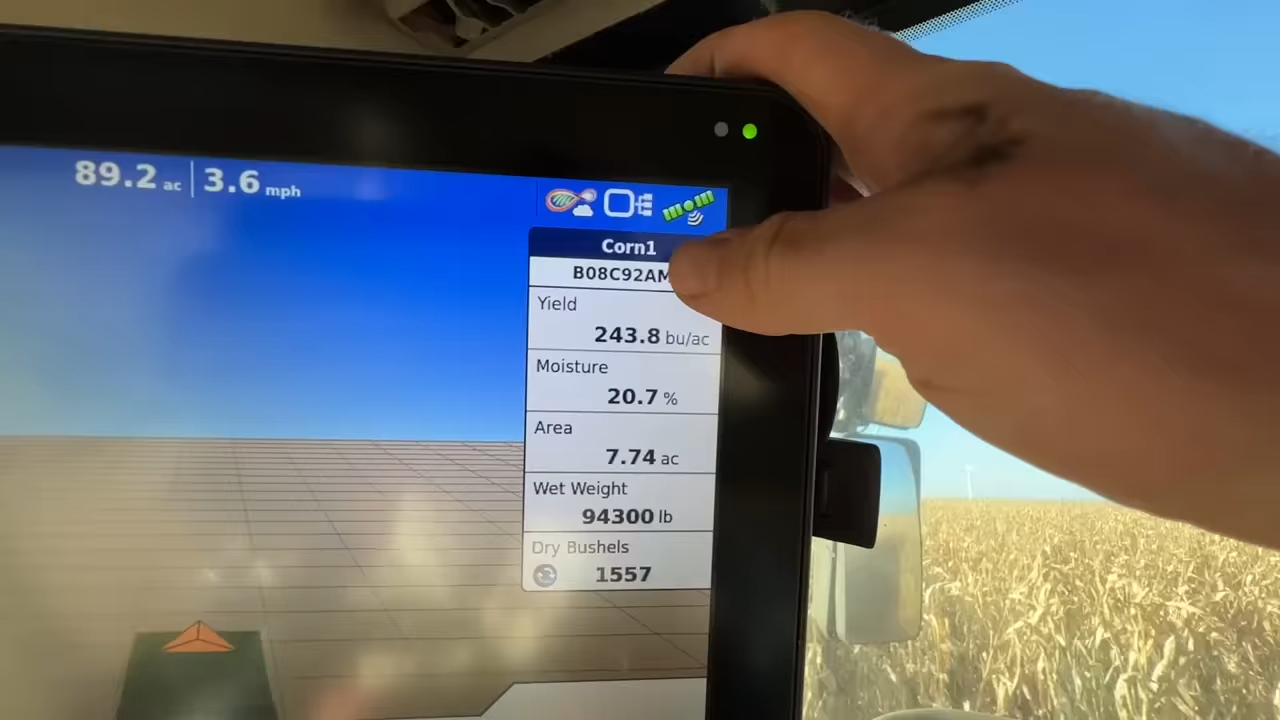 89.2 ac 3.6 mph
Corn1
B08C92AM
Yield
243.8 bu/ac
Moisture
20.7 %
Area
7.74 ac
Wet Weight
94300 lb
Dry Bushels
1557